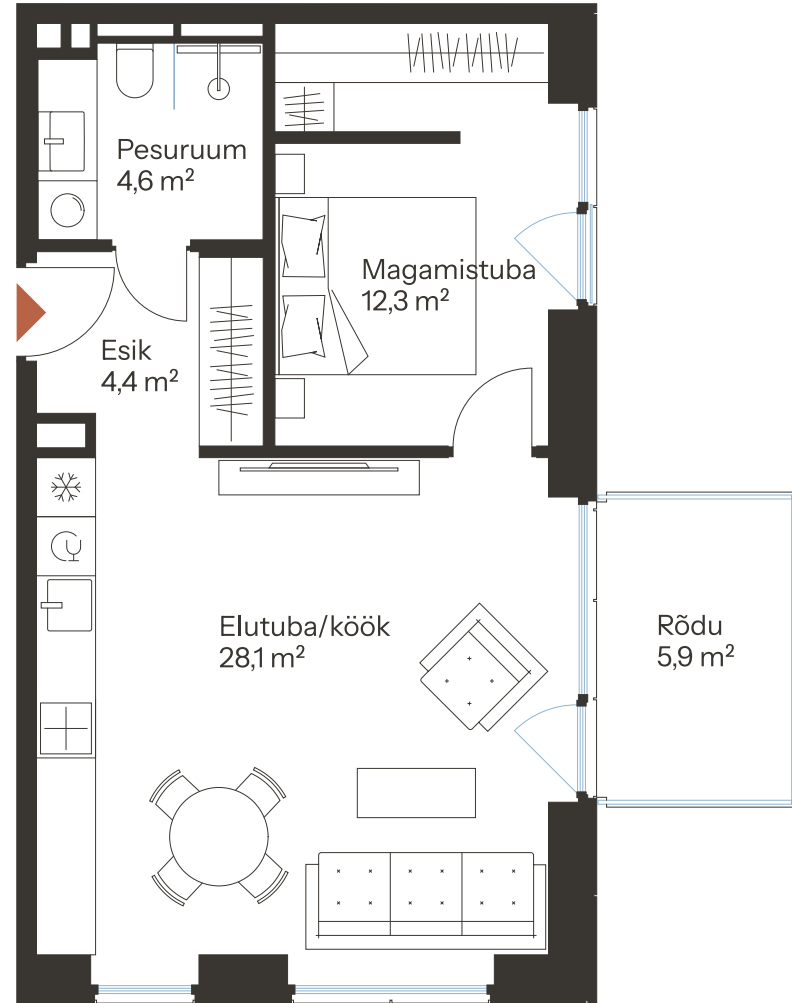 Pesuruum
4,6 m²
Magamistuba
12,3 m²
Esik
4,4 m²
Elutuba/köök
28,1 m²
Rõdu
5,9 m²